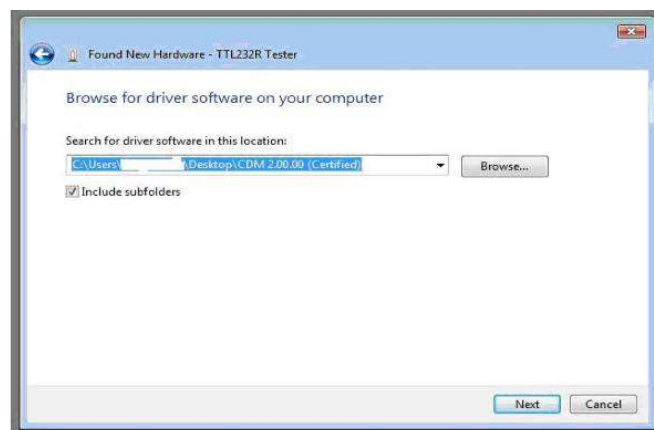 Found New Hardware - TTL232R Tester
Browse for driver software on your computer
Search for driver software in this location:
C:\Users\ \Desktop\CDM 2.00.00 (Certified)
Browse...
Include subfolders
Next
Cancel